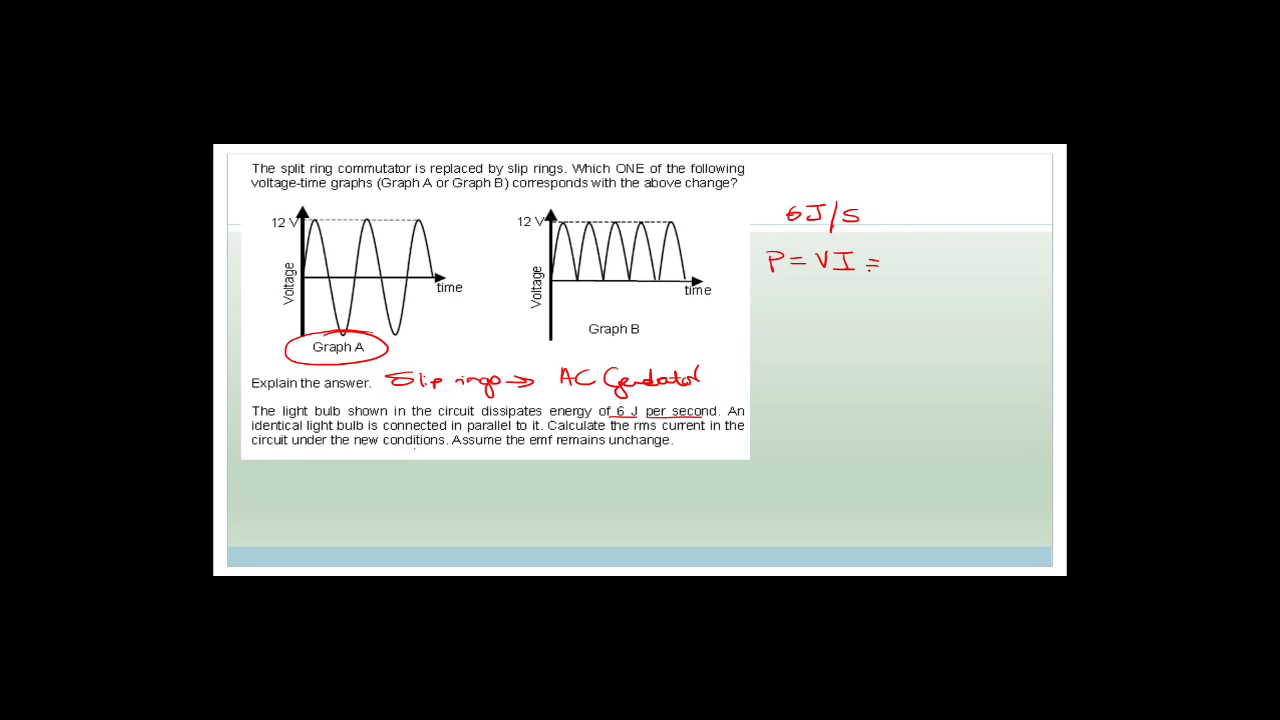 The split ring commutator is replaced by slip rings. Which ONE of the following
voltage-time graphs (Graph A or Graph B) corresponds with the above change?
6J/S
P = VI =
12 V
Voltage
time
Graph A
12 V
Voltage
time
Graph B
Explain the answer. Slip rings → AC Generator
The light bulb shown in the circuit dissipates energy of 6 J per second. An
identical light bulb is connected in parallel to it. Calculate the rms current in the
circuit under the new conditions. Assume the emf remains unchange.